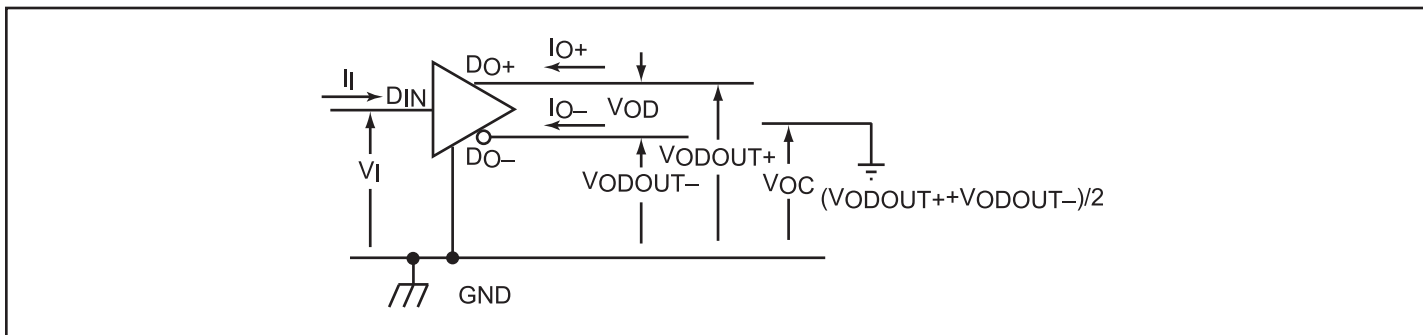 IO+
DO+
II
DIN
VOD
IO–
DO–
VI
VODOUT+
VODOUT–
VOC
(VODOUT++VODOUT–)/2
GND